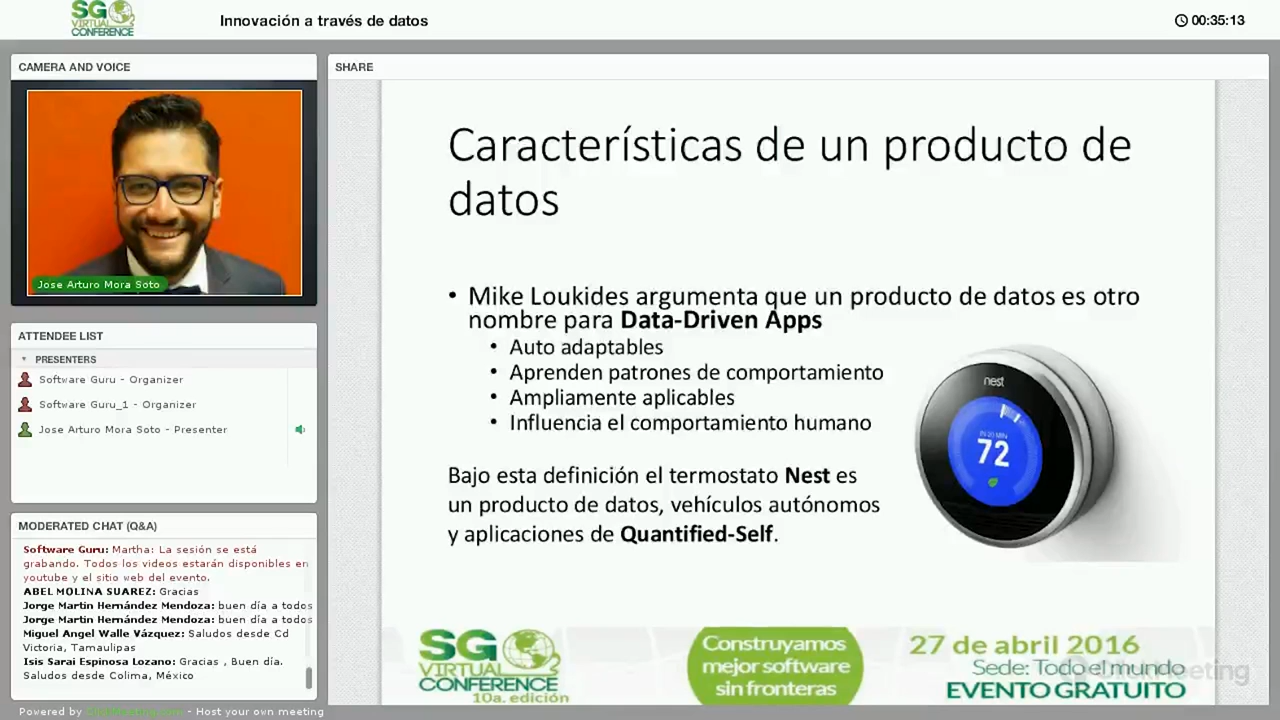 SG
VIRTUAL
CONFERENCE
Innovación a través de datos
00:35:13
CAMERA AND VOICE
Jose Arturo Mora Soto
ATTENDEE LIST
PRESENTERS
Software Guru - Organizer
Software Guru_1 - Organizer
Jose Arturo Mora Soto - Presenter
MODERATED CHAT (Q&A)
Software Guru: Martha: La sesión se está
grabando. Todos los videos estarán disponibles en
youtube y el sitio web del evento.
ABEL MOLINA SUAREZ: Gracias
Jorge Martin Hernández Mendoza: buen día a todos
Jorge Martin Hernández Mendoza: buen día a todos
Miguel Angel Walle Vázquez: Saludos desde Cd
Victoria, Tamaulipas
Isis Sarai Espinosa Lozano: Gracias , Buen día.
Saludos desde Colima, México
SHARE
Características de un producto de
datos
• Mike Loukides argumenta que un producto de datos es otro
nombre para Data-Driven Apps
• Auto adaptables
• Aprenden patrones de comportamiento
• Ampliamente aplicables
• Influencia el comportamiento humano
Bajo esta definición el termostato Nest es
un producto de datos, vehículos autónomos
y aplicaciones de Quantified-Self.
nest
IN 20 MIN
72
SG
VIRTUAL
CONFERENCE
10a. edición
Construyamos
mejor software
sin fronteras
27 de abril 2016
Sede: Todo el mundo
EVENTO GRATUITO
Powered by - Host your own meeting